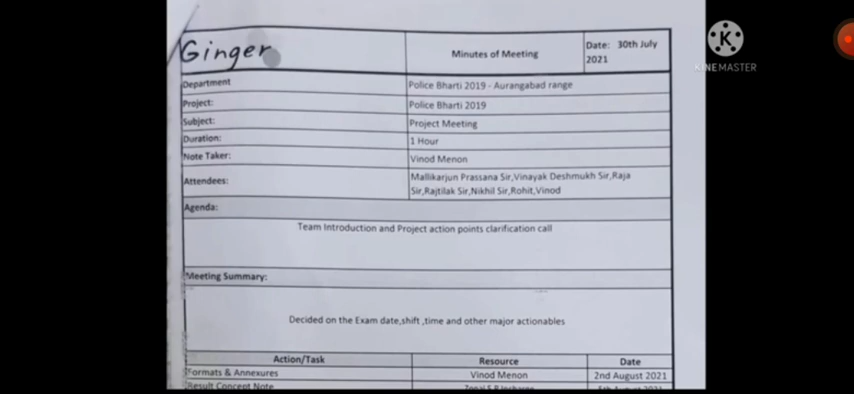 Ginger
Minutes of Meeting
Date: 30th July
2021
Department
Police Bharti 2019 - Aurangabad range
Project:
Police Bharti 2019
Subject:
Project Meeting
Duration:
1 Hour
Note Taker:
Vinod Menon
Attendees:
Mallikarjun Prassana Sir,Vinayak Deshmukh Sir,Raja
Sir,Rajtilak Sir,Nikhil Sir,Rohit,Vinod
Agenda:
Team Introduction and Project action points clarification call
Meeting Summary:
Decided on the Exam date,shift ,time and other major actionables
Action/Task
Resource
Date
Formats & Annexures
Vinod Menon
2nd August 2021
Result Concept Note
K
KINEMASTER